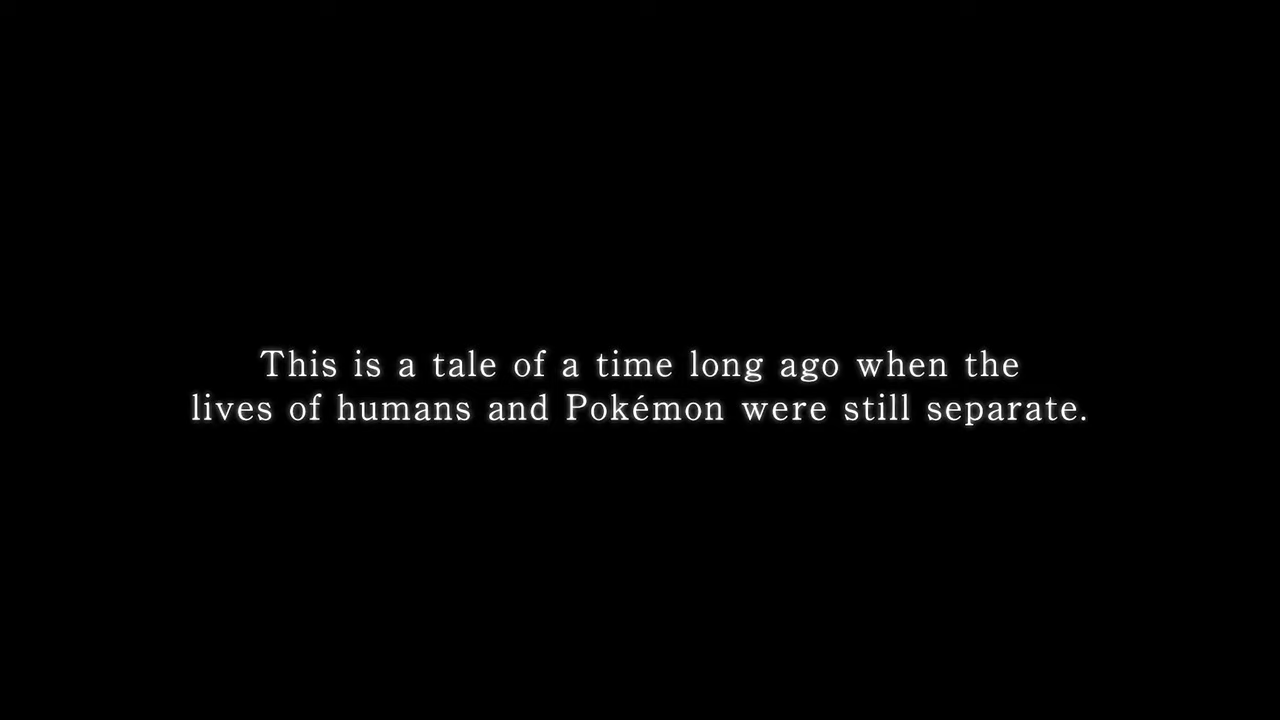 This is a tale of a time long ago when the
lives of humans and Pokémon were still separate.